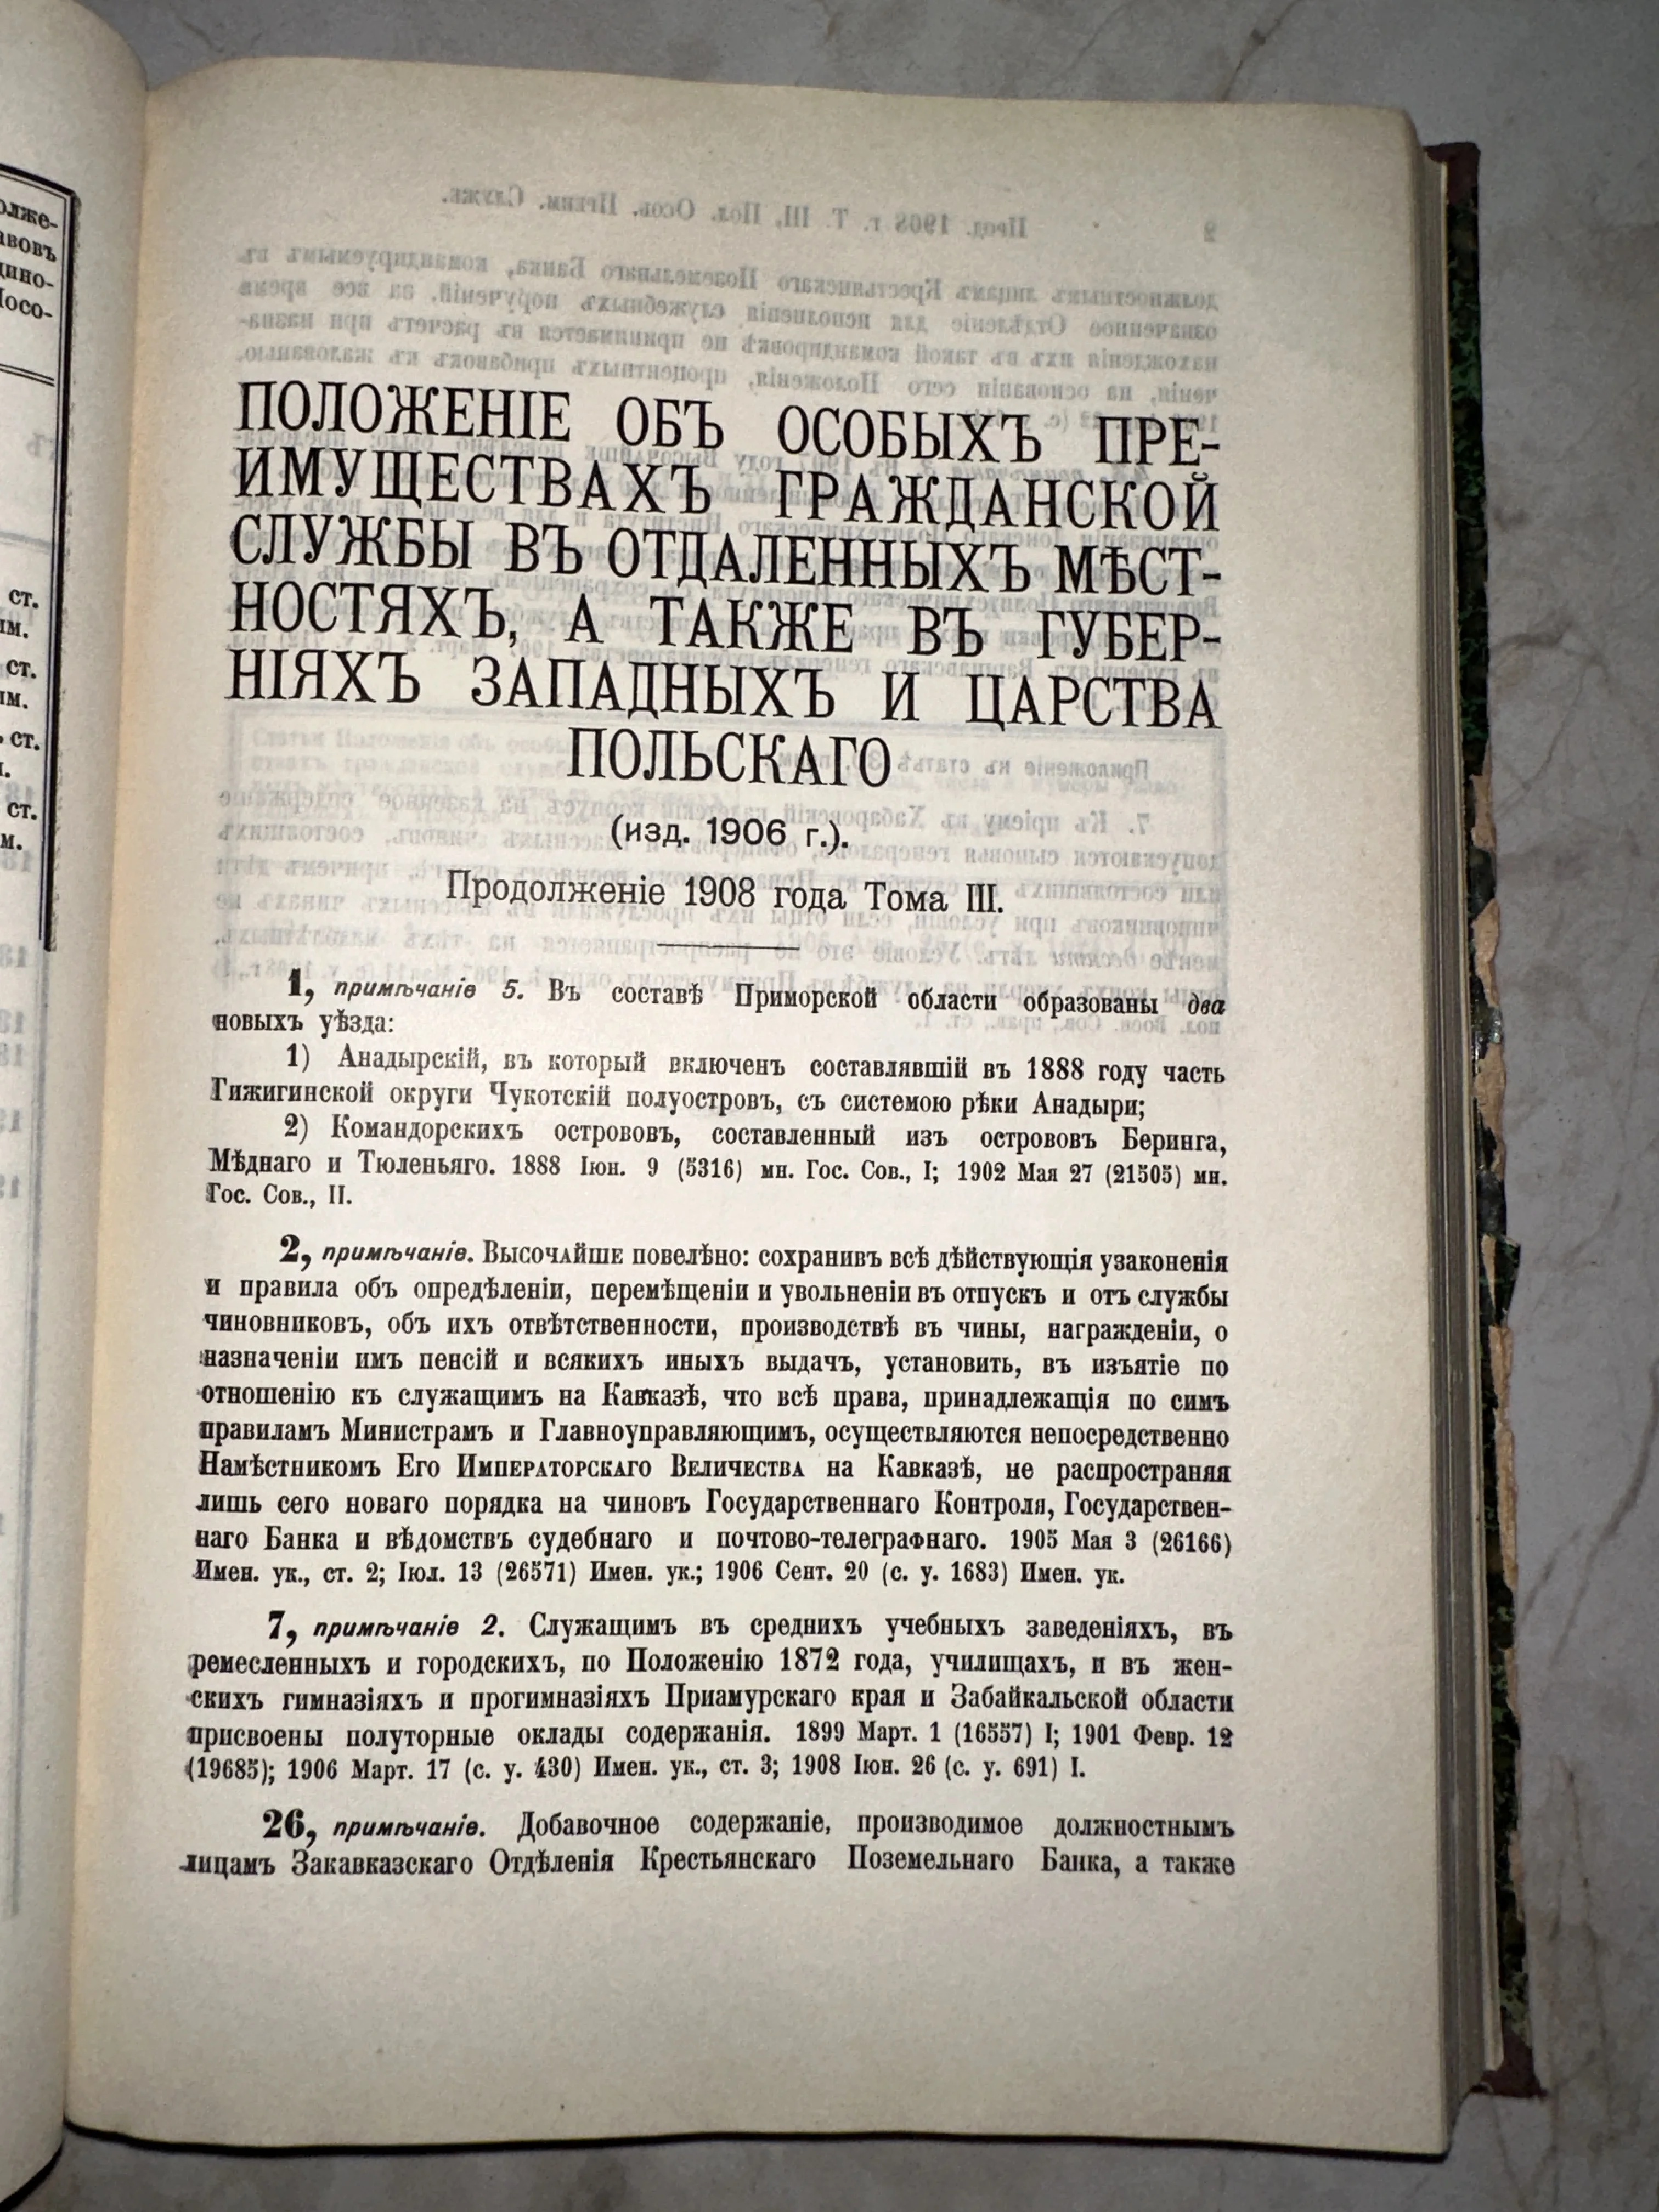 олже-
авовъ
дино-
Посо-
ст.
им.
ст.
им.
ст.
ст.
м.
ПОЛОЖЕНІЕ ОБЪ ОСОБЫХЪ ПРЕ-
ИМУЩЕСТВАХЪ ГРАЖДАНСКОЙ
СЛУЖБЫ ВЪ ОТДАЛЕННЫХЪ МѢСТ-
НОСТЯХЪ, А ТАКЖЕ ВЪ ГУБЕР-
НІЯХЪ ЗАПАДНЫХЪ И ЦАРСТВА
ПОЛЬСКАГО
(изд. 1906 г.).
Продолженіе 1908 года Тома III.
1, примѣчаніе 5. Въ составѣ Приморской области образованы два
новыхъ уѣзда:
1) Анадырскій, въ который включенъ составлявшій въ 1888 году часть
Гижигинской округи Чукотскій полуостровъ, съ системою рѣки Анадыри;
2) Командорскихъ острововъ, составленный изъ острововъ Беринга,
Мѣднаго и Тюленьяго. 1888 Іюн. 9 (5316) мн. Гос. Сов., I; 1902 Мая 27 (21505) мн.
Гос. Сов., II.
2, примѣчаніе. Высочайше повелѣно: сохранивъ всѣ дѣйствующія узаконенія
и правила объ опредѣленіи, перемѣщеніи и увольненіи въ отпускъ и отъ службы
чиновниковъ, объ ихъ отвѣтственности, производствѣ въ чины, награжденіи, о
назначеніи имъ пенсій и всякихъ иныхъ выдачъ, установить, въ изъятіе по
отношенію къ служащимъ на Кавказѣ, что всѣ права, принадлежащія по симъ
правиламъ Министрамъ и Главноуправляющимъ, осуществляются непосредственно
Намѣстникомъ Его Императорскаго Величества на Кавказѣ, не распространяя
лишь сего новаго порядка на чиновъ Государственнаго Контроля, Государствен-
наго Банка и вѣдомствъ судебнаго и почтово-телеграфнаго. 1905 Мая 3 (26166)
Имен. ук., ст. 2; Іюл. 13 (26571) Имен. ук.; 1906 Сент. 20 (с. у. 1683) Имен. ук.
7, примѣчаніе 2. Служащимъ въ среднихъ учебныхъ заведеніяхъ, въ
ремесленныхъ и городскихъ, по Положенію 1872 года, училищахъ, и въ жен-
скихъ гимназіяхъ и прогимназіяхъ Приамурскаго края и Забайкальской области
присвоены полуторные оклады содержанія. 1899 Март. 1 (16557) I; 1901 Февр. 12
(19685); 1906 Март. 17 (с. у. 430) Имен. ук., ст. 3; 1908 Іюн. 26 (с. у. 691) I.
26, примѣчаніе. Добавочное содержаніе, производимое должностнымъ
лицамъ Закавказскаго Отдѣленія Крестьянскаго Поземельнаго Банка, а также